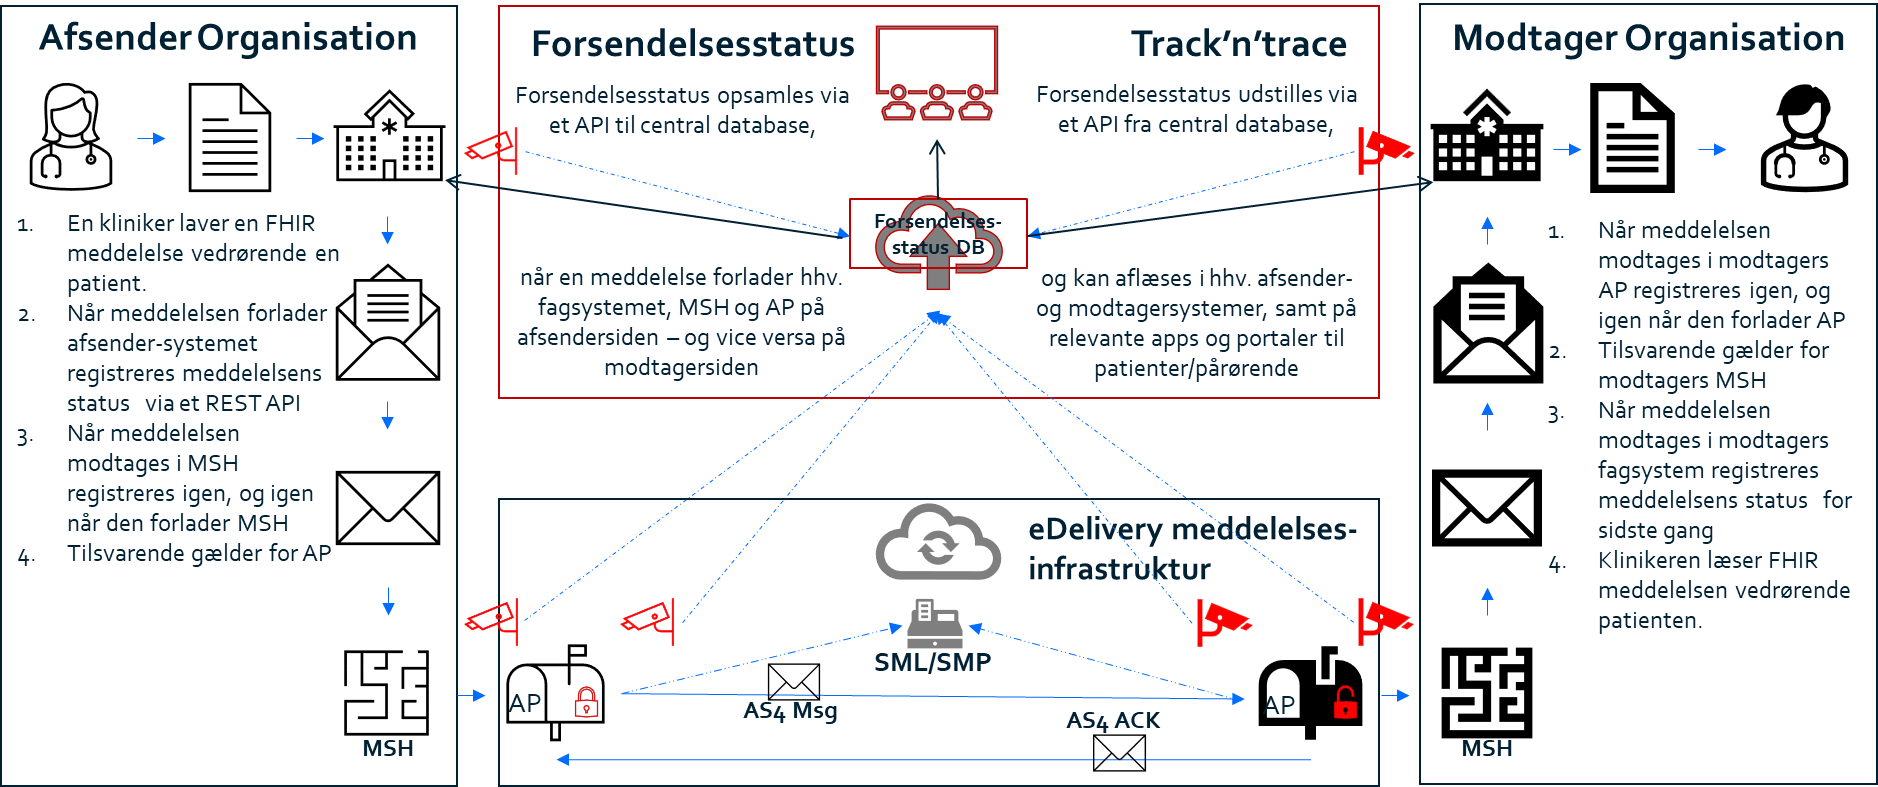 Afsender Organisation
1. En kliniker laver en FHIR
meddelelse vedrørende en
patient.
2. Når meddelelsen forlader
afsender-systemet
registreres meddelelsens
status via et REST API
3. Når meddelelsen
modtages i MSH
registreres igen, og igen
når den forlader MSH
4. Tilsvarende gælder for AP
MSH
Forsendelsesstatus
Forsendelsesstatus opsamles via
et API til central database,
når en meddelelse forlader hhv.
fagsystemet, MSH og AP på
afsendersiden – og vice versa på
modtagersiden
Forsendelses-
status DB
Track’n’trace
Forsendelsesstatus udstilles via
et API fra central database,
og kan aflæses i hhv. afsender-
og modtagersystemer, samt på
relevante apps og portaler til
patienter/pårørende
eDelivery meddelelses-
infrastruktur
SML/SMP
AP
AS4 Msg
AS4 ACK
AP
Modtager Organisation
1. Når meddelelsen
modtages i modtagers
AP registreres igen, og
igen når den forlader AP
2. Tilsvarende gælder for
modtagers MSH
3. Når meddelelsen
modtages i modtagers
fagsystem registreres
meddelelsens status for
sidste gang
4. Klinikeren læser FHIR
meddelelsen vedrørende
patienten.
MSH